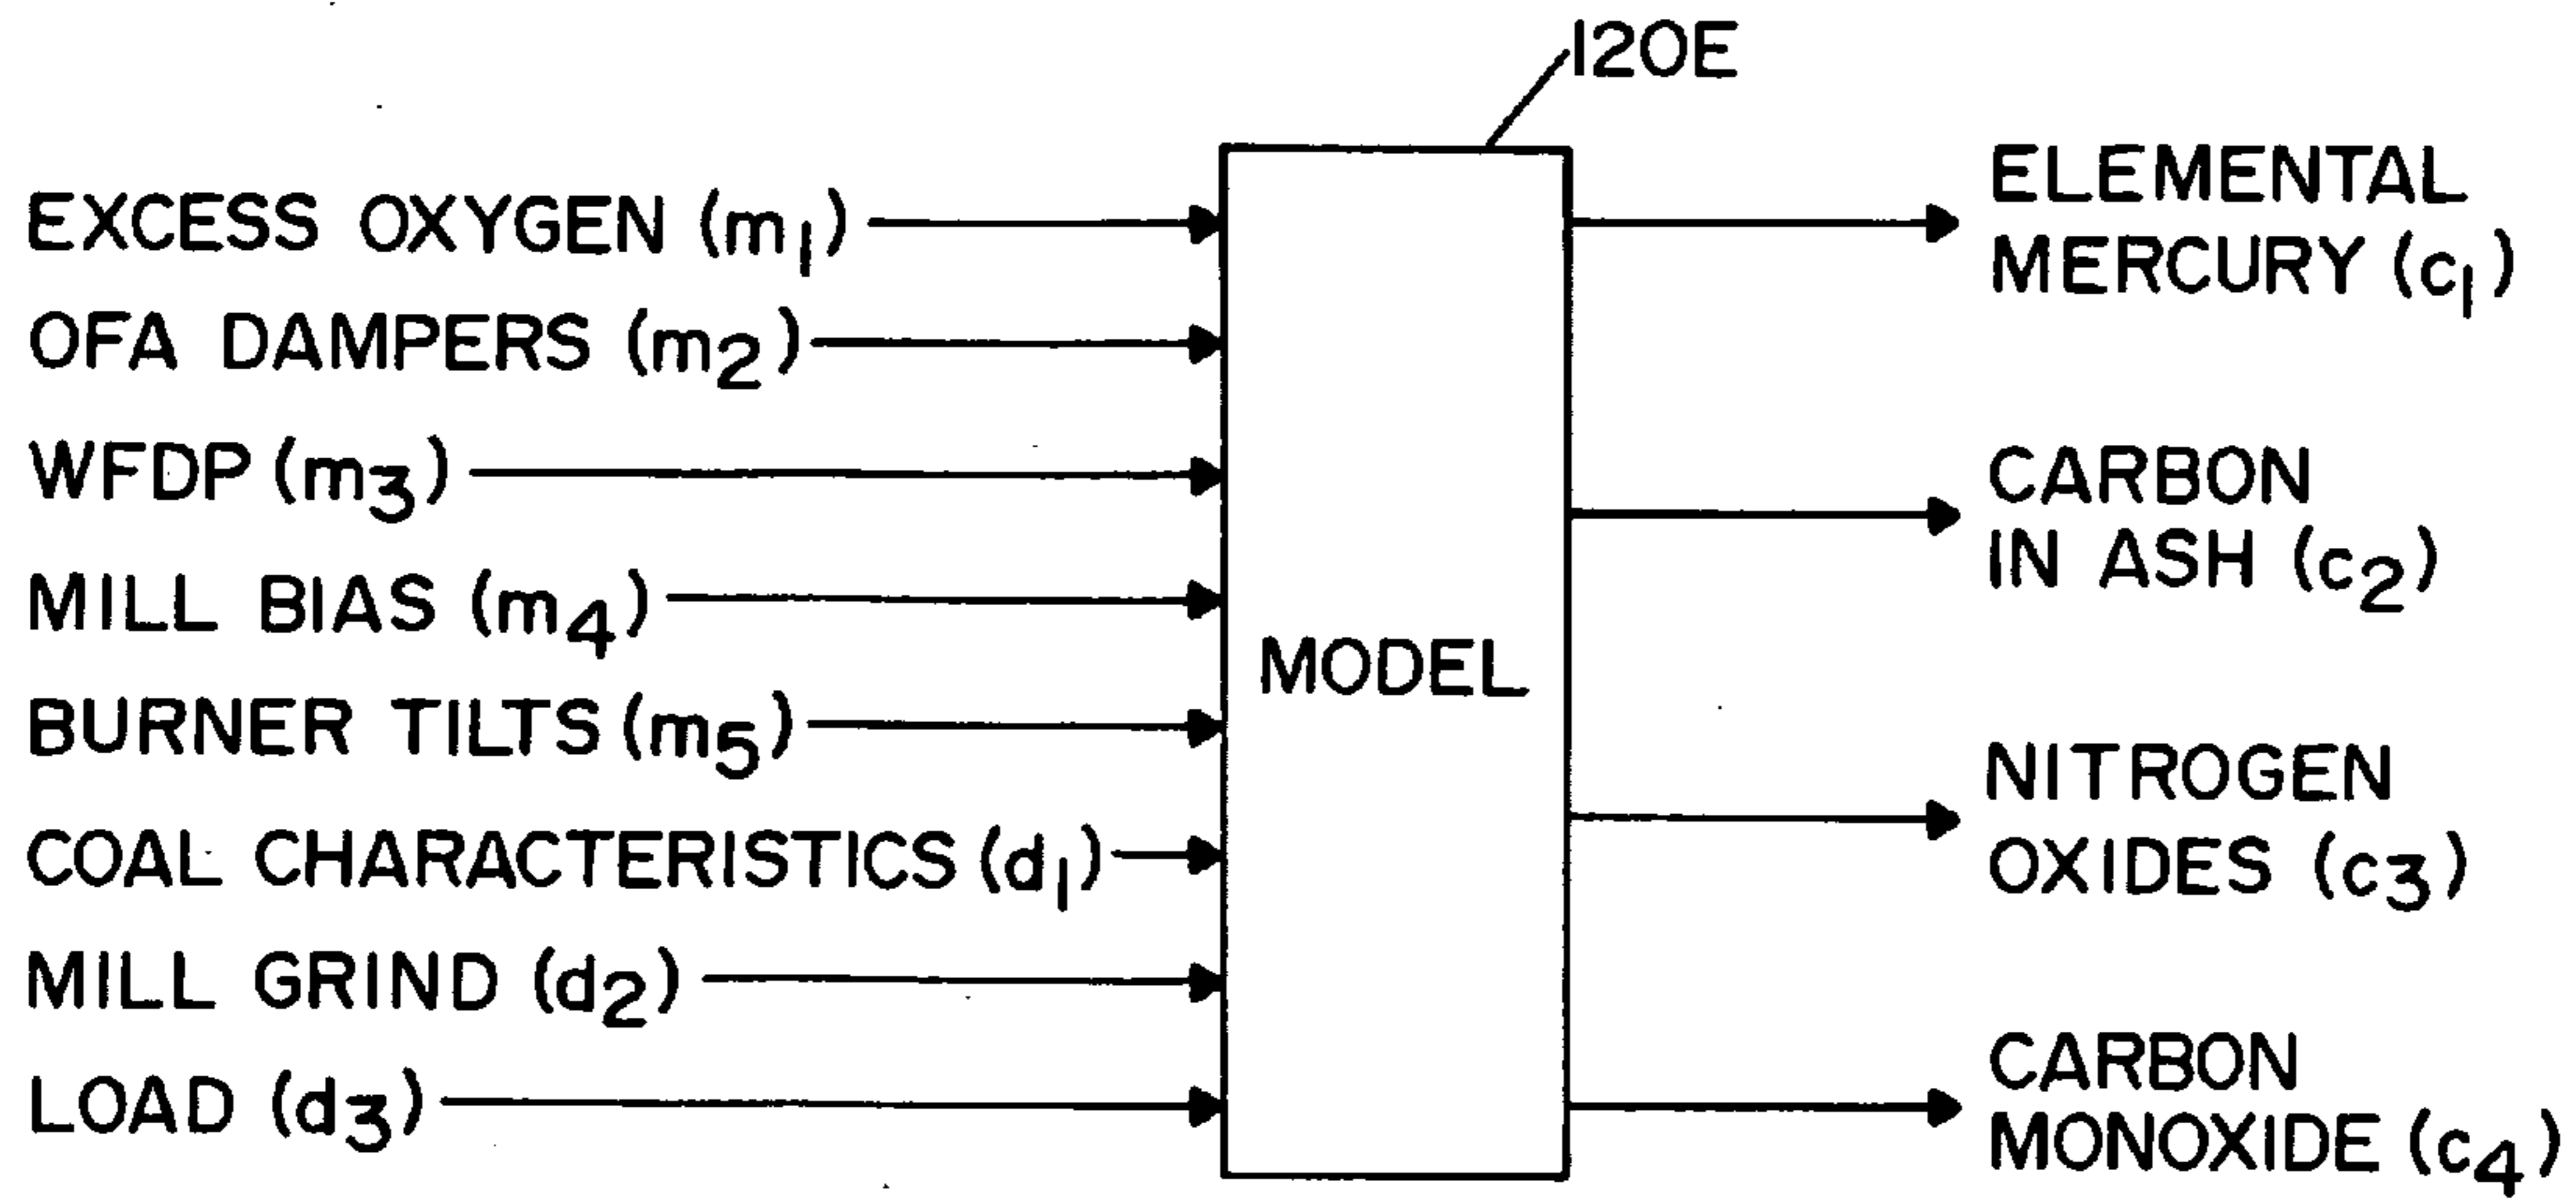 120E
EXCESS OXYGEN (m1)
OFA DAMPERS (m2)
WFDP (m3)
MILL BIAS (m4)
BURNER TILTS (m5)
COAL CHARACTERISTICS (d1)
MILL GRIND (d2)
LOAD (d3)
MODEL
ELEMENTAL
MERCURY (c1)
CARBON
IN ASH (c2)
NITROGEN
OXIDES (c3)
CARBON
MONOXIDE (c4)